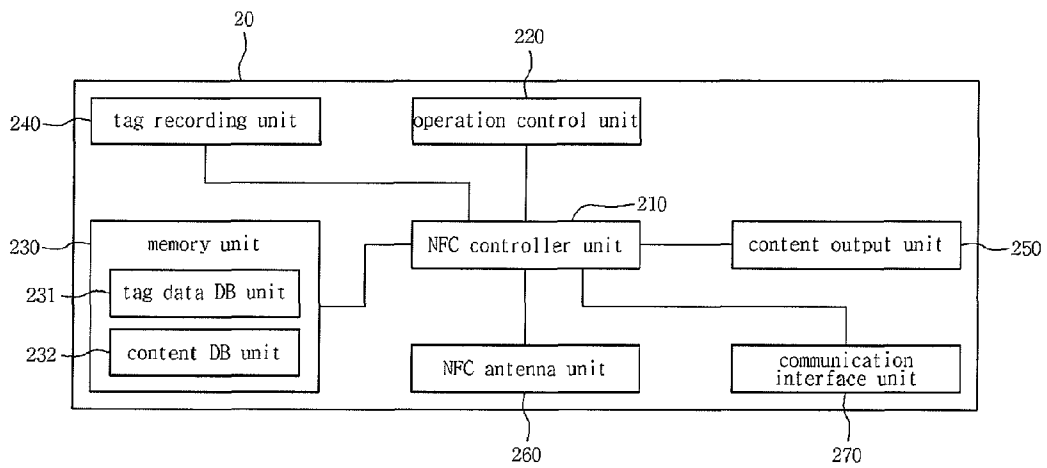 20
220
240
tag recording unit
operation control unit
210
230
memory unit
NFC controller unit
content output unit
250
231
tag data DB unit
232
content DB unit
NFC antenna unit
communication
interface unit
260
270